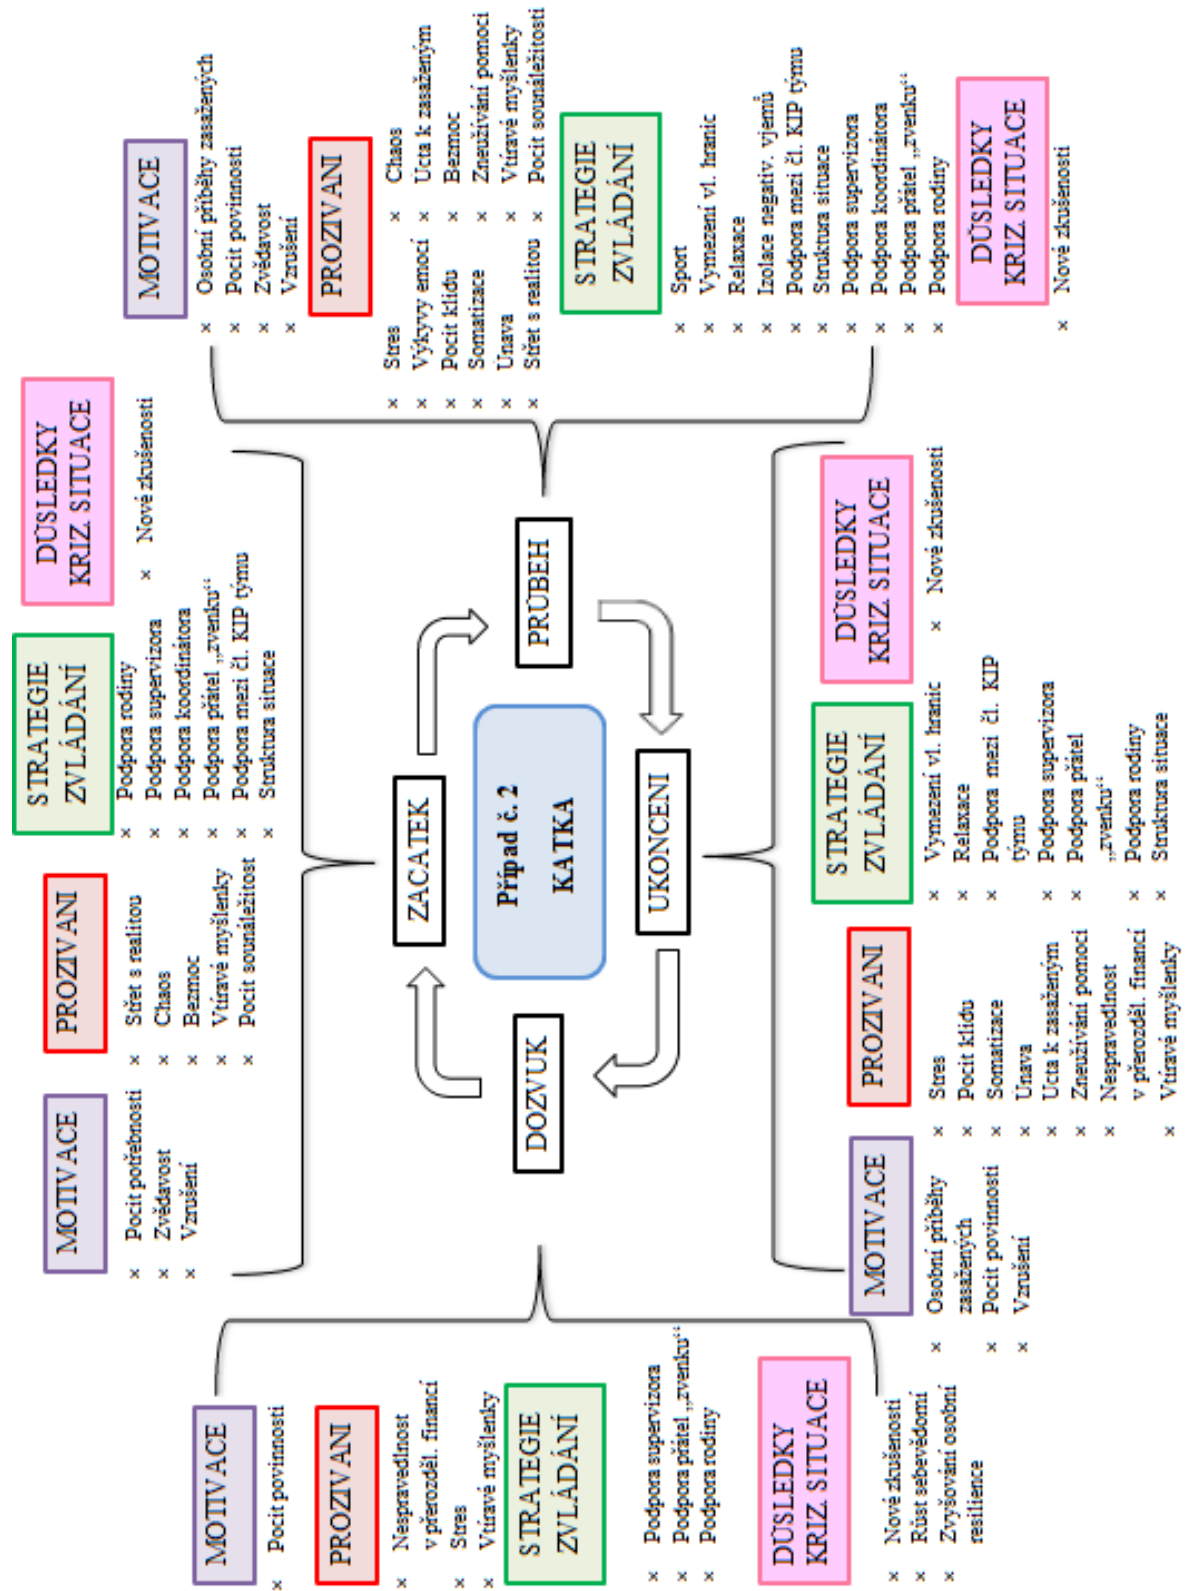 MOTIVACE
× Pocit potřebnosti
× Zvědavost
× Vzrušení
PROZIVANI
× Střet s realitou
× Chaos
× Bezmoc
× Vtíravé myšlenky
× Pocit sounáležitost
STRATEGIE
ZVLÁDÁNÍ
× Podpora rodiny
× Podpora supervizora
× Podpora koordinátora
× Podpora přátel „zvenku“
× Podpora mezi čl. KIP týmu
× Struktura situace
DŮSLEDKY
KRIZ. SITUACE
× Nové zkušenosti
MOTIVACE
× Osobní příběhy zasažených
× Pocit povinnosti
× Zvědavost
× Vzrušení
PROZIVANI
× Stres
× Výkyvy emocí
× Pocit klidu
× Somatizace
× Unava
× Střet s realitou
× Chaos
× Ucta k zasaženým
× Bezmoc
× Zneužívání pomoci
× Vtíravé myšlenky
× Pocit sounáležitosti
STRATEGIE
ZVLÁDÁNÍ
× Sport
× Vymezení vl. hranic
× Relaxace
× Izolace negativ. vjemů
× Podpora mezi čl. KIP týmu
× Struktura situace
× Podpora supervizora
× Podpora koordinátora
× Podpora přátel „zvenku“
× Podpora rodiny
DŮSLEDKY
KRIZ. SITUACE
× Nové zkušenosti
ZACATEK
PRŮBEH
UKONCENI
DOZVUK
Případ č. 2
KATKA
MOTIVACE
× Pocit povinnosti
PROZIVANI
× Nespravedlnost
v přerozděl. financí
× Stres
× Vtíravé myšlenky
STRATEGIE
ZVLÁDÁNÍ
× Podpora supervizora
× Podpora přátel „zvenku“
× Podpora rodiny
DŮSLEDKY
KRIZ. SITUACE
× Nové zkušenosti
× Růst sebevědomí
× Zvyšování osobní
resilience
MOTIVACE
× Osobní příběhy
zasažených
× Pocit povinnosti
× Vzrušení
PROZIVANI
× Stres
× Pocit klidu
× Somatizace
× Unava
× Ucta k zasaženým
× Zneužívání pomoci
× Nespravedlnost
v přerozděl. financí
× Vtíravé myšlenky
STRATEGIE
ZVLÁDÁNÍ
× Vymezení vl. hranic
× Relaxace
× Podpora mezi čl. KIP
týmu
× Podpora supervizora
× Podpora přátel
„zvenku“
× Podpora rodiny
× Struktura situace
DŮSLEDKY
KRIZ. SITUACE
× Nové zkušenosti